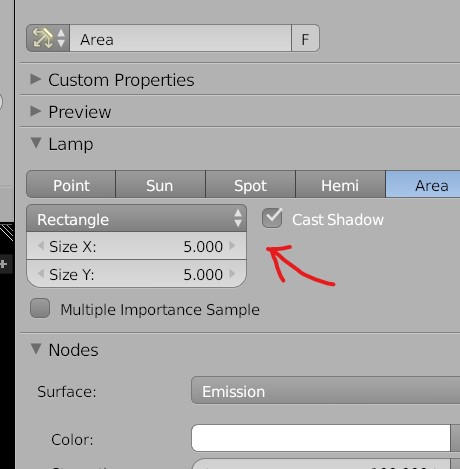 Area F
Custom Properties
Preview
Lamp
Point Sun Spot Hemi Area
Rectangle Cast Shadow
Size X: 5.000
Size Y: 5.000
Multiple Importance Sample
Nodes
Surface: Emission
Color: